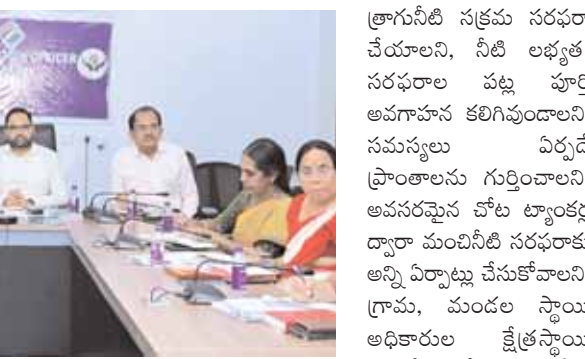 OFFICER
త్రాగునీటి సక్రమ సరఫరా
చేయాలని, నీటి లభ్యత
సరఫరాల పట్ల పూర్తి
అవగాహన కలిగివుండాలని
సమస్యలు ఏర్పడే
ప్రాంతాలను గుర్తించాలని
అవసరమైన చోట ట్యాంకర్ల
ద్వారా మంచినీటి సరఫరాకు
అన్ని ఏర్పాట్లు చేసుకోవాలని
గ్రామ, మండల స్థాయి
అధికారుల క్షేత్రస్థాయి